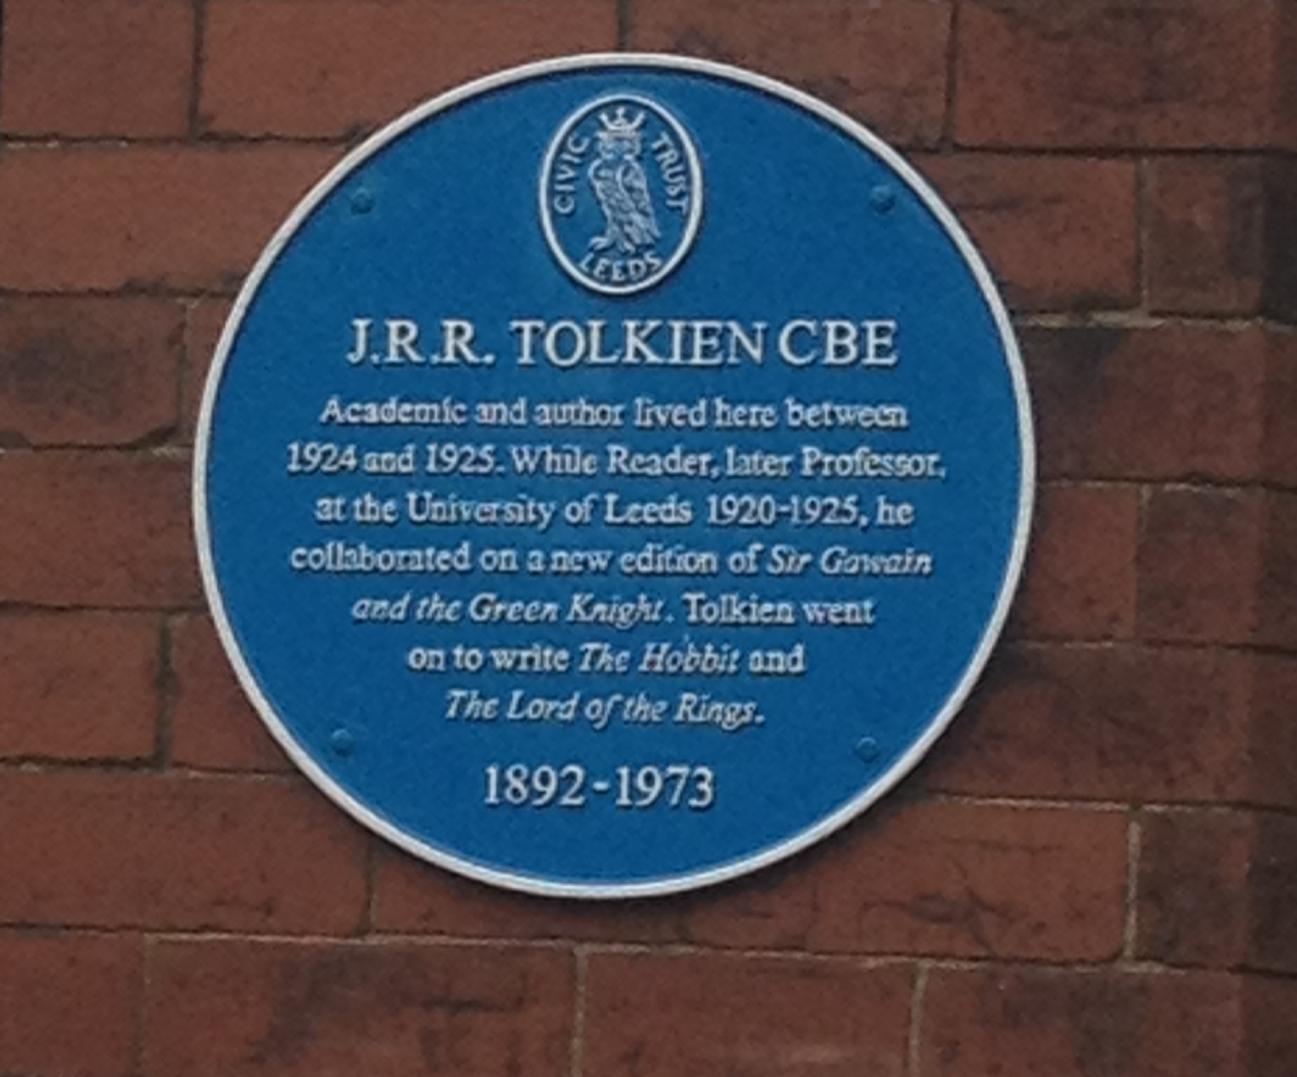 CIVIC TRUST
LEEDS
J.R.R. TOLKIEN CBE
Academic and author lived here between
1924 and 1925. While Reader, later Professor,
at the University of Leeds 1920-1925, he
collaborated on a new edition of Sir Gawain
and the Green Knight. Tolkien went
on to write The Hobbit and
The Lord of the Rings.
1892-1973